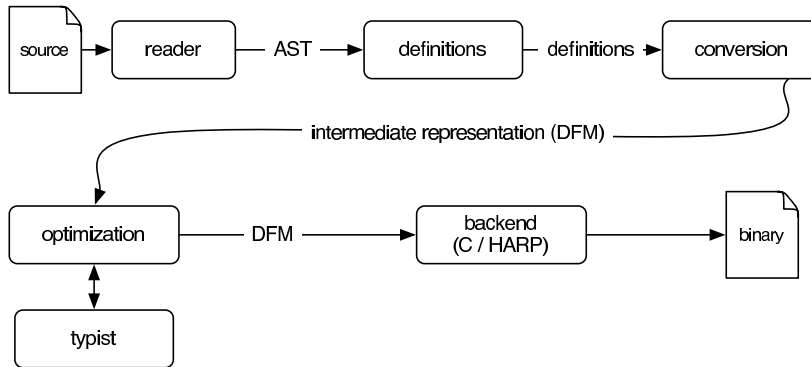 source reader AST definitions definitions conversion
intermediate representation (DFM)
optimization DFM backend
(C / HARP) binary
typist